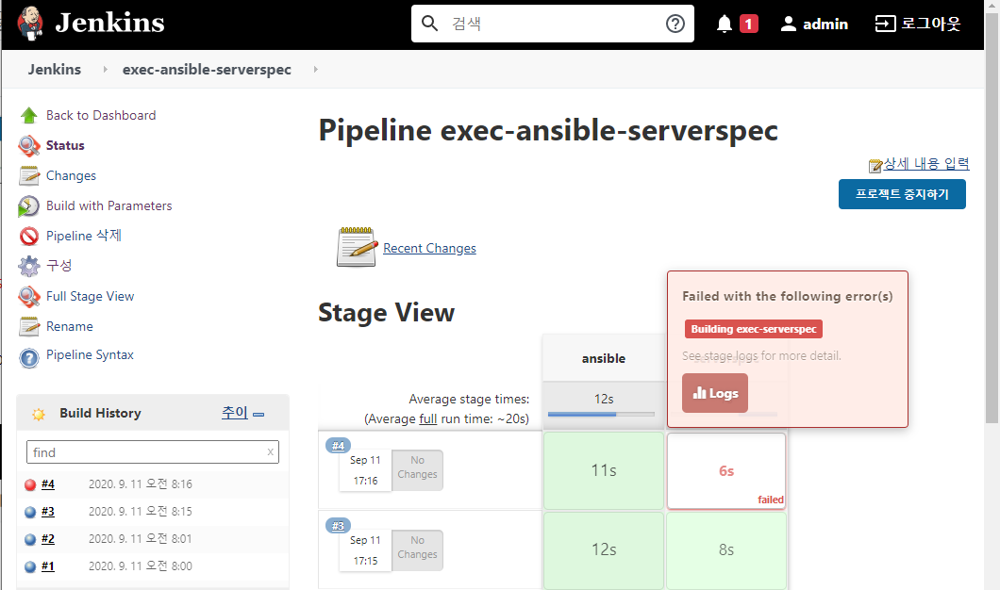 Jenkins
검색
1
admin
로그아웃
Jenkins
exec-ansible-serverspec
Back to Dashboard
Status
Changes
Build with Parameters
Pipeline 삭제
구성
Full Stage View
Rename
Pipeline Syntax
Build History
추이
find
x
#4 2020. 9. 11 오전 8:16
#3 2020. 9. 11 오전 8:15
#2 2020. 9. 11 오전 8:01
#1 2020. 9. 11 오전 8:00
Pipeline exec-ansible-serverspec
상세 내용 입력
프로젝트 중지하기
Recent Changes
Stage View
Failed with the following error(s)
Building exec-serverspec
See stage logs for more detail.
Logs
ansible
Average stage times:
12s
(Average full run time: ~20s)
#4
Sep 11
17:16
No
Changes
11s
6s
failed
#3
Sep 11
17:15
No
Changes
12s
8s